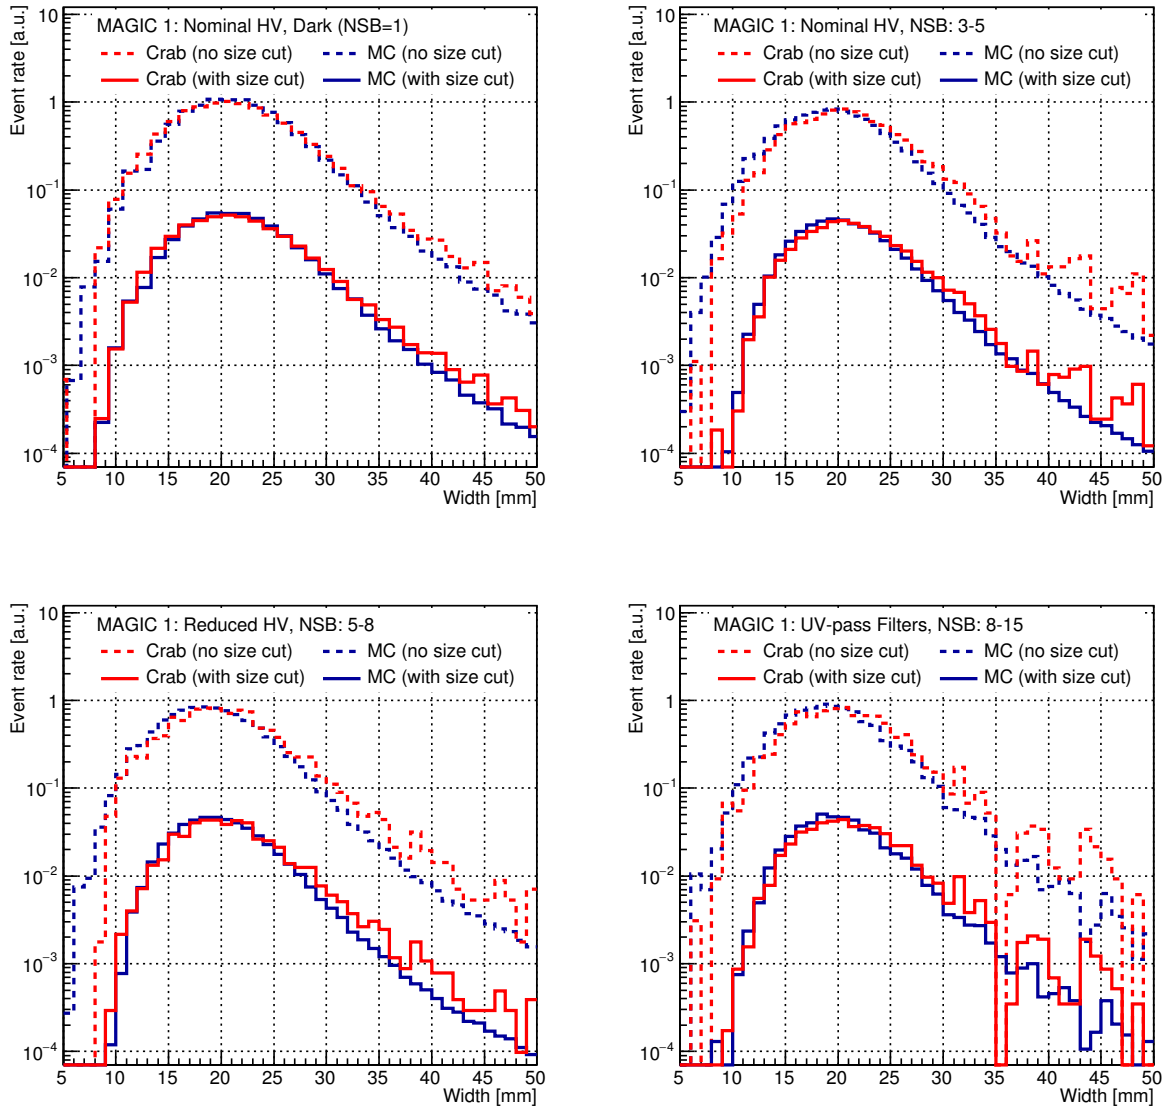 MAGIC 1: Nominal HV, Dark (NSB=1)
Crab (no size cut) MC (no size cut)
Crab (with size cut) MC (with size cut)
Event rate [a.u.]
10
1
10−1
10−2
10−3
10−4
5 10 15 20 25 30 35 40 45 50
Width [mm]
MAGIC 1: Nominal HV, NSB: 3-5
Crab (no size cut) MC (no size cut)
Crab (with size cut) MC (with size cut)
Event rate [a.u.]
10
1
10−1
10−2
10−3
10−4
5 10 15 20 25 30 35 40 45 50
Width [mm]
MAGIC 1: Reduced HV, NSB: 5-8
Crab (no size cut) MC (no size cut)
Crab (with size cut) MC (with size cut)
Event rate [a.u.]
10
1
10−1
10−2
10−3
10−4
5 10 15 20 25 30 35 40 45 50
Width [mm]
MAGIC 1: UV-pass Filters, NSB: 8-15
Crab (no size cut) MC (no size cut)
Crab (with size cut) MC (with size cut)
Event rate [a.u.]
10
1
10−1
10−2
10−3
10−4
5 10 15 20 25 30 35 40 45 50
Width [mm]